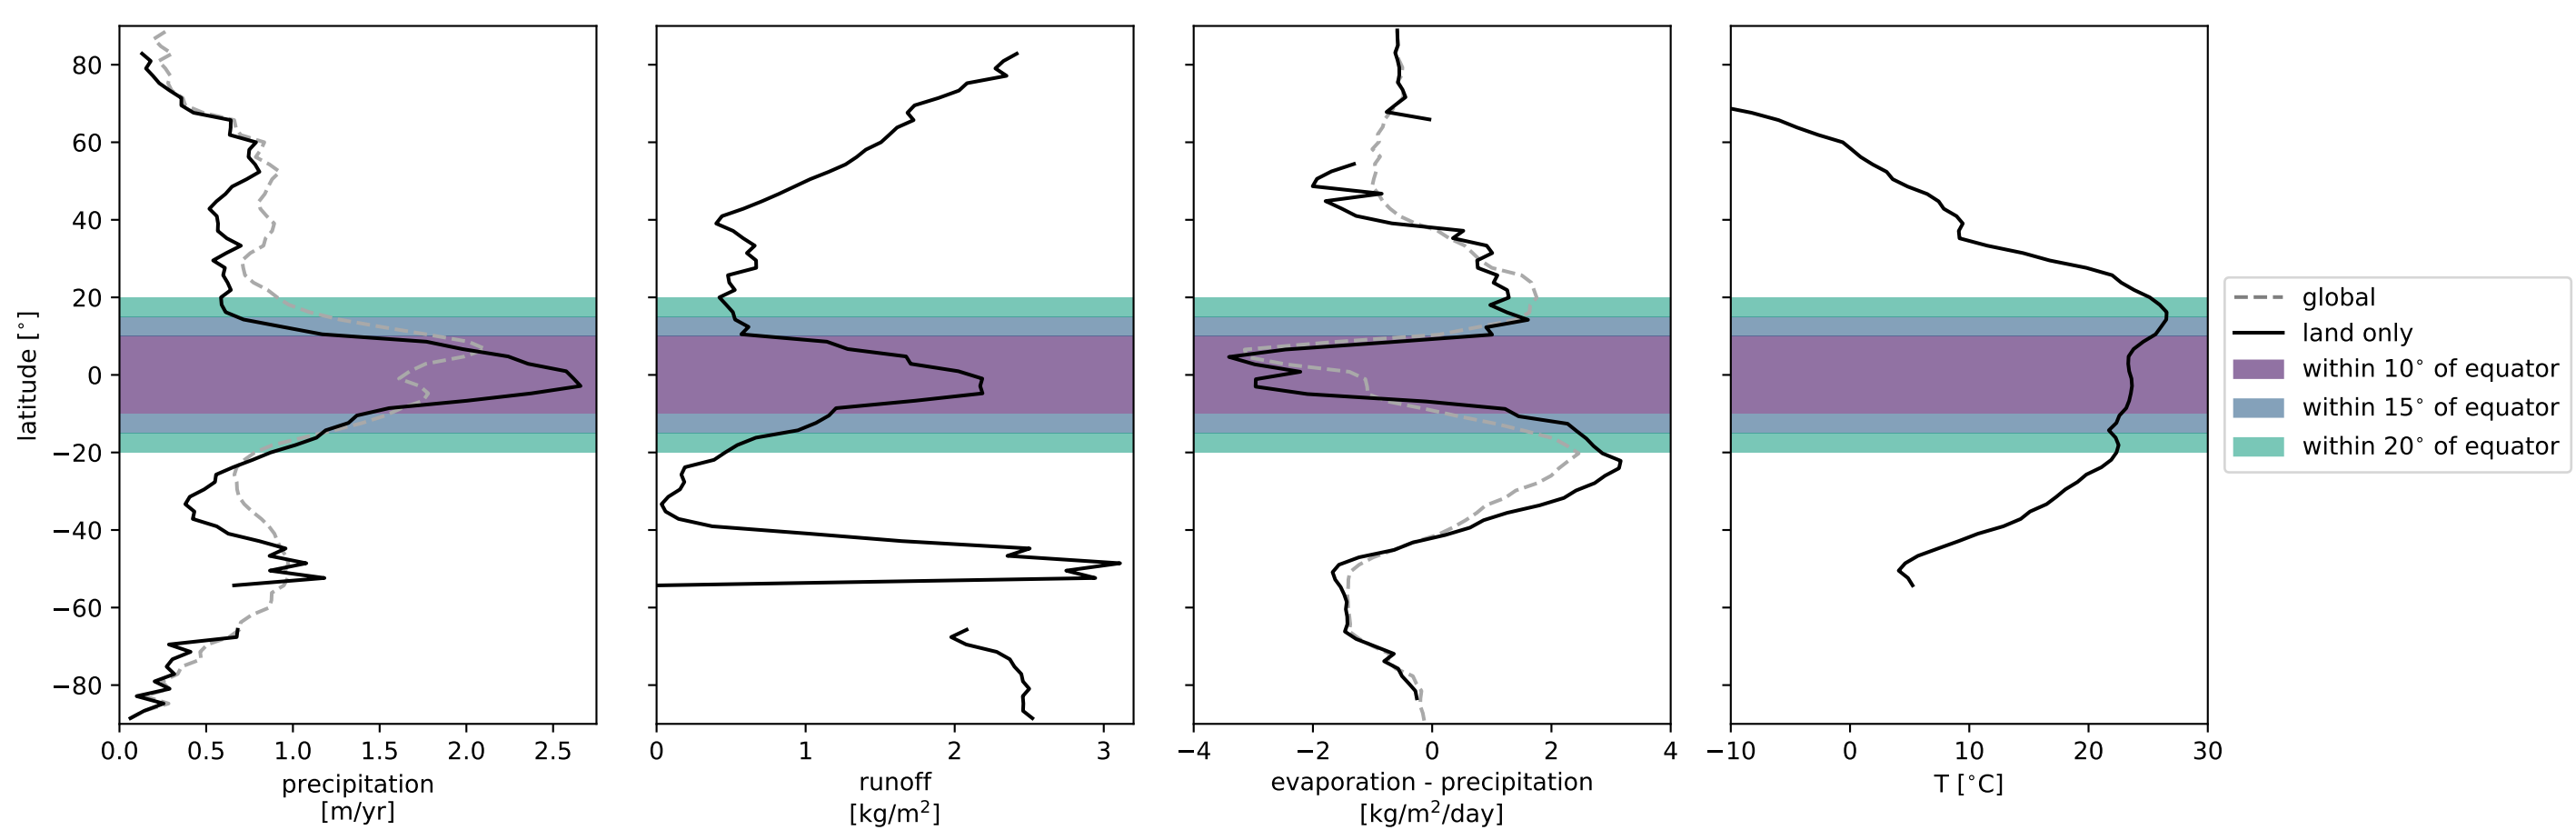 80
60
40
20
0
−20
−40
−60
−80
latitude [°]
0.0 0.5 1.0 1.5 2.0 2.5
precipitation
[m/yr]
0 1 2 3
runoff
[kg/m²]
−4 −2 0 2 4
evaporation - precipitation
[kg/m²/day]
−10 0 10 20 30
T [°C]
global
land only
within 10° of equator
within 15° of equator
within 20° of equator